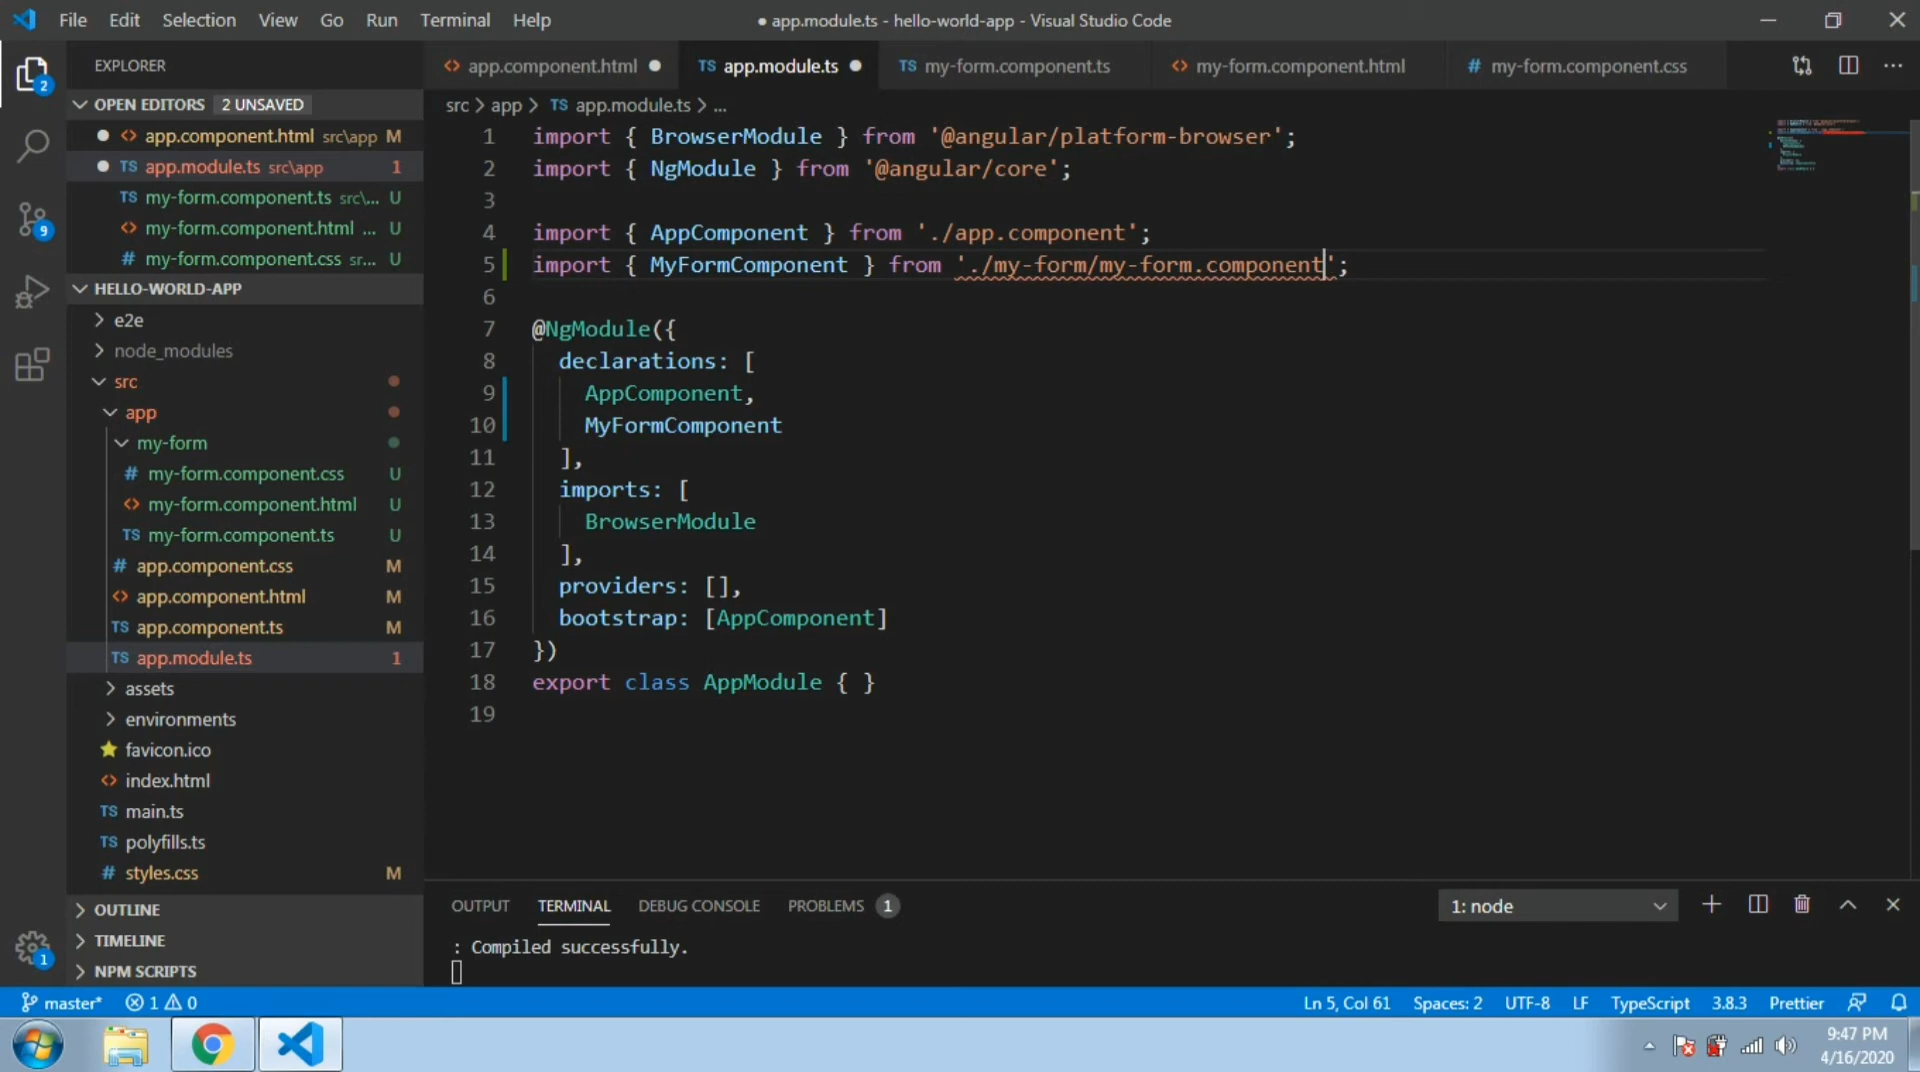 File Edit Selection View Go Run Terminal Help
● app.module.ts - hello-world-app - Visual Studio Code
EXPLORER
OPEN EDITORS 2 UNSAVED
app.component.html src\app M
TS app.module.ts src\app 1
TS my-form.component.ts src\... U
my-form.component.html ... U
# my-form.component.css sr... U
HELLO-WORLD-APP
e2e
node_modules
src
app
my-form
# my-form.component.css U
my-form.component.html U
TS my-form.component.ts U
# app.component.css M
app.component.html M
TS app.component.ts M
TS app.module.ts 1
assets
environments
favicon.ico
index.html
TS main.ts
TS polyfills.ts
# styles.css M
OUTLINE
TIMELINE
NPM SCRIPTS
2
9
1
app.component.html ● TS app.module.ts ● TS my-form.component.ts <> my-form.component.html # my-form.component.css ...
src > app > TS app.module.ts > ...
1 import { BrowserModule } from '@angular/platform-browser';
2 import { NgModule } from '@angular/core';
3
4 import { AppComponent } from './app.component';
5 import { MyFormComponent } from './my-form/my-form.component';
6
7 @NgModule({
8 declarations: [
9 AppComponent,
10 MyFormComponent
11 ],
12 imports: [
13 BrowserModule
14 ],
15 providers: [],
16 bootstrap: [AppComponent]
17 })
18 export class AppModule { }
19
OUTPUT TERMINAL DEBUG CONSOLE PROBLEMS 1 1: node
: Compiled successfully.
master* 1 0 Ln 5, Col 61 Spaces: 2 UTF-8 LF TypeScript 3.8.3 Prettier
9:47 PM
4/16/2020